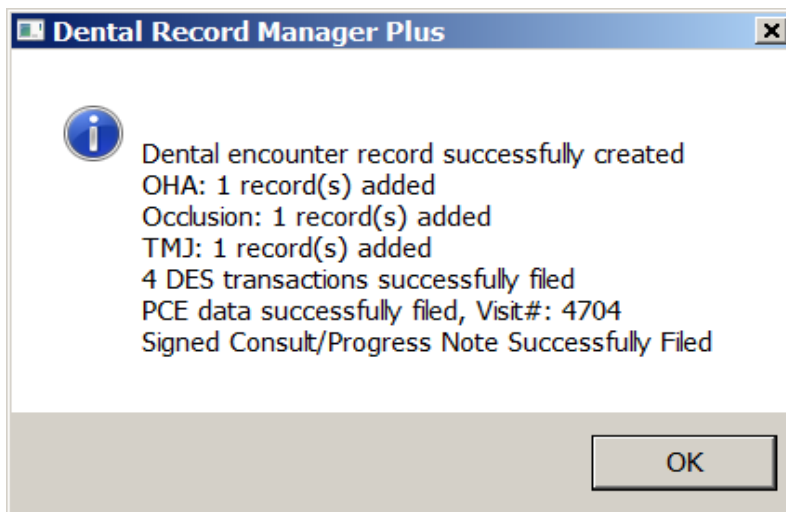 Dental Record Manager Plus
Dental encounter record successfully created
OHA: 1 record(s) added
Occlusion: 1 record(s) added
TMJ: 1 record(s) added
4 DES transactions successfully filed
PCE data successfully filed, Visit#: 4704
Signed Consult/Progress Note Successfully Filed
OK